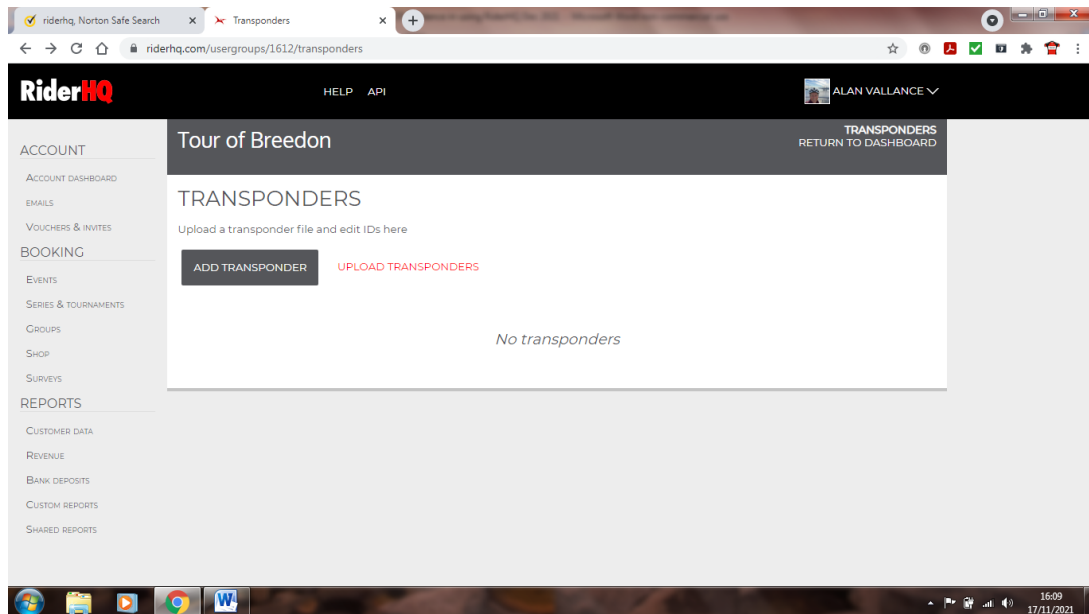 riderhq, Norton Safe Search
Transponders
riderhq.com/usergroups/1612/transponders
RiderHQ
HELP API
ALAN VALLANCE
ACCOUNT
ACCOUNT DASHBOARD
EMAILS
VOUCHERS & INVITES
BOOKING
EVENTS
SERIES & TOURNAMENTS
GROUPS
SHOP
SURVEYS
REPORTS
CUSTOMER DATA
REVENUE
BANK DEPOSITS
CUSTOM REPORTS
SHARED REPORTS
Tour of Breedon
TRANSPONDERS
RETURN TO DASHBOARD
TRANSPONDERS
Upload a transponder file and edit IDs here
ADD TRANSPONDER
UPLOAD TRANSPONDERS
No transponders
16:09
17/11/2021